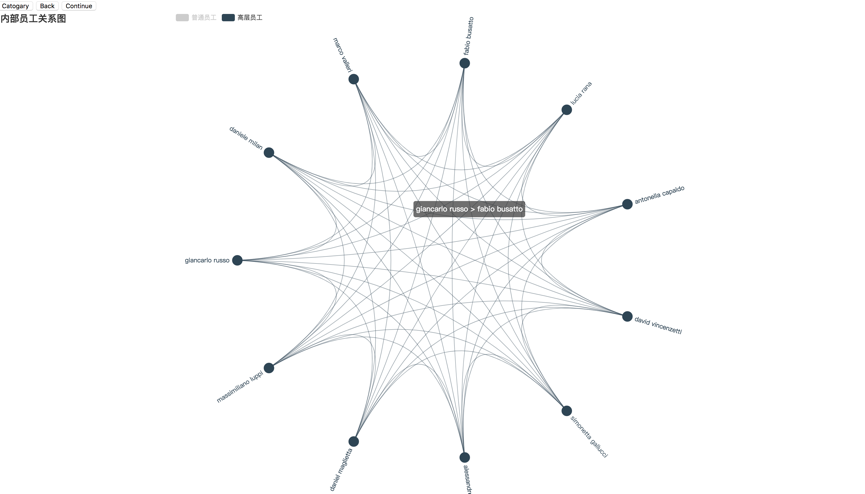 Catogary Back Continue
内部员工关系图
普通员工 高层员工
fabio busatto
marco valleri
lucia rana
daniele milan
antonella capaldo
giancarlo russo > fabio busatto
giancarlo russo
david vincenzetti
massimiliano luppi
simonetta gallucci
daniel maglietta
alessandr